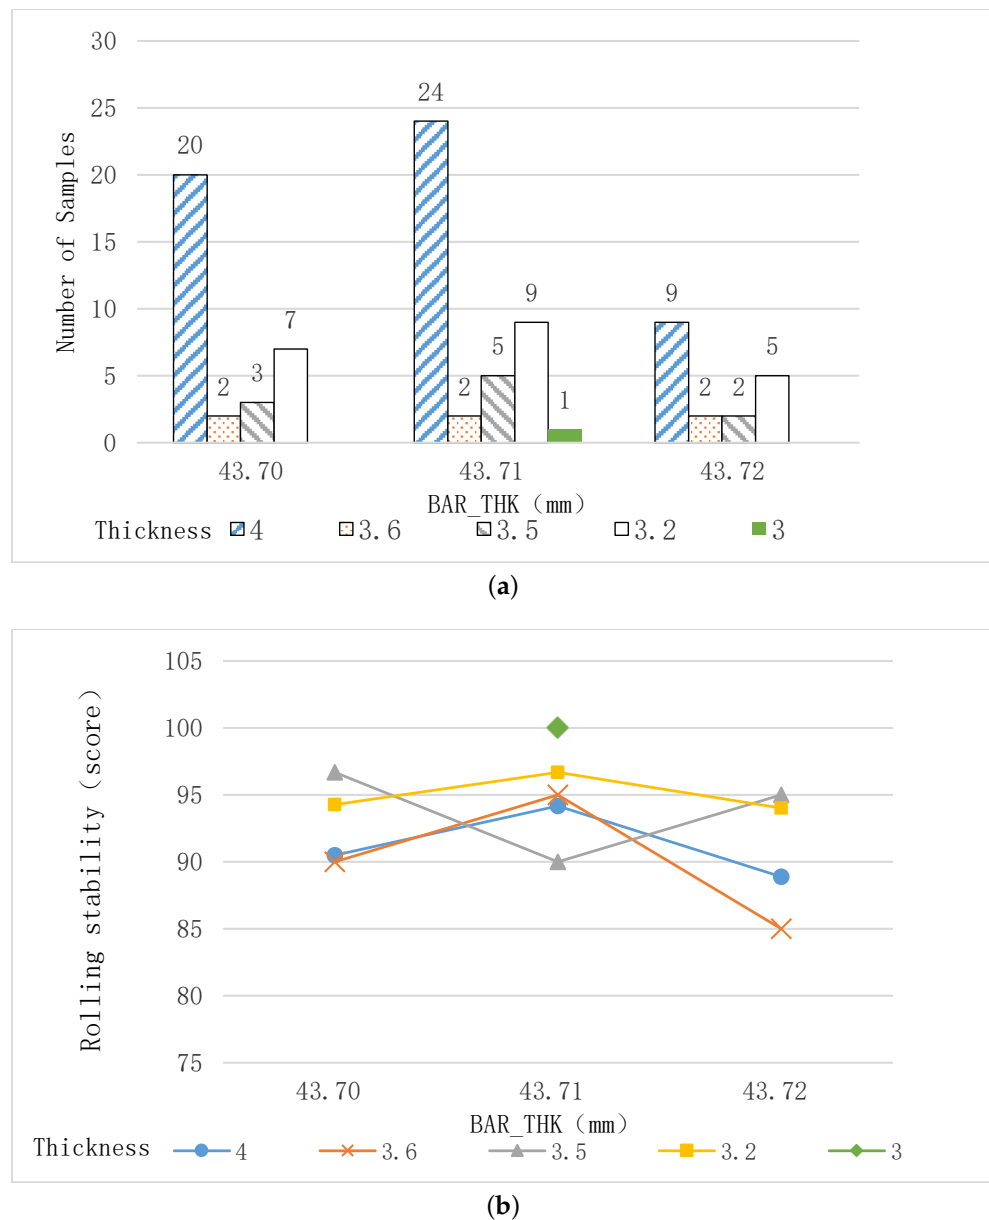 30
25
20
15
10
5
0
Number of Samples
20
2
3
7
24
2
5
9
1
9
2
2
5
43.70 43.71 43.72
BAR_THK（mm）
Thickness 4 3.6 3.5 3.2 3
(a)
105
100
95
90
85
80
75
Rolling stability（score）
43.70 43.71 43.72
BAR_THK（mm）
Thickness 4 3.6 3.5 3.2 3
(b)